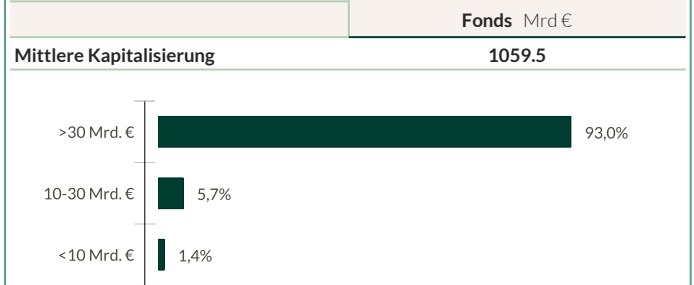 Fonds Mrd €
Mittlere Kapitalisierung 1059.5
>30 Mrd. € 93,0%
10-30 Mrd. € 5,7%
<10 Mrd. € 1,4%